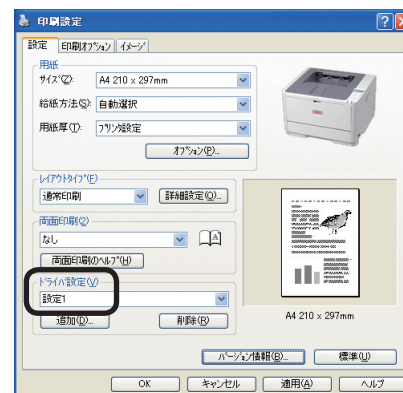 印刷設定
設定 印刷オプション イメージ
用紙
サイズ(Z): A4 210 x 297mm
給紙方法(S): 自動選択
用紙厚(T): プリンタ設定
オプション(P)...
レイアウトタイプ(F)
通常印刷 詳細設定(O)...
両面印刷(2)
なし A
両面印刷のヘルプ(H)
ドライバ設定(V)
設定1
追加(D)... 削除(R)
A4 210 x 297mm
バージョン情報(B)... 標準(U)
OK キャンセル 適用(A) ヘルプ